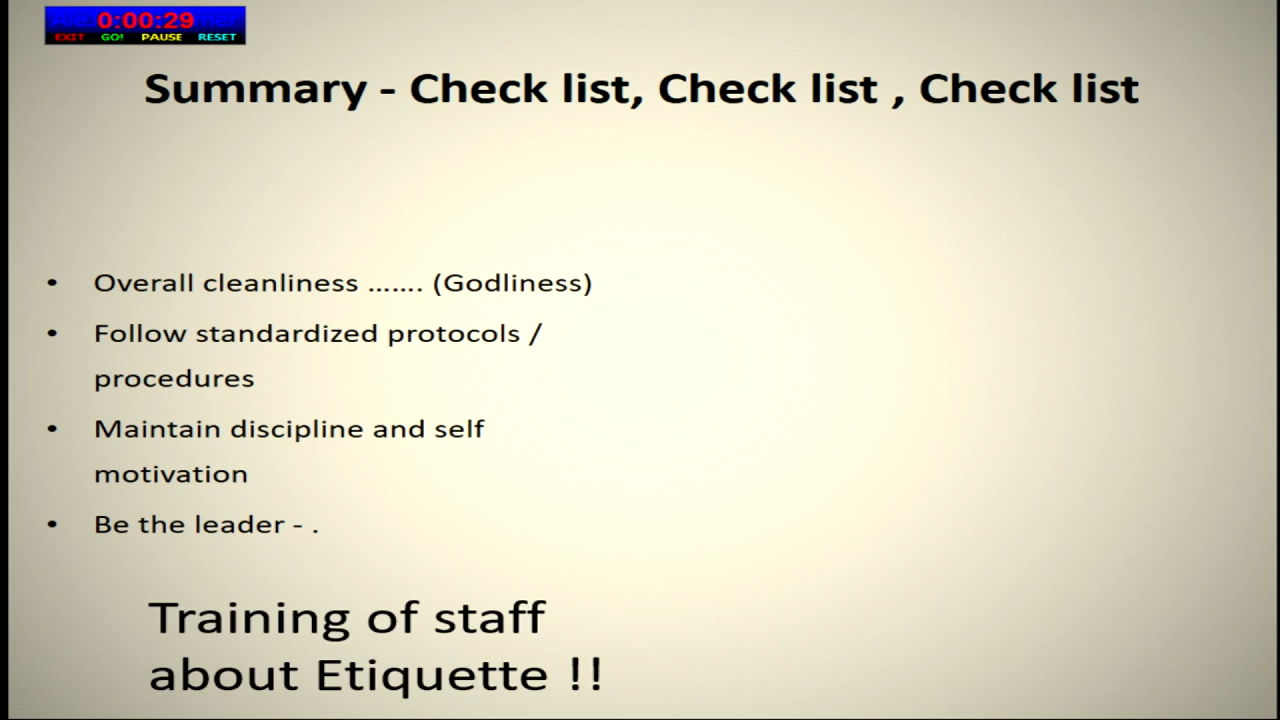 0:00:29
EXIT GO! PAUSE RESET
Summary - Check list, Check list , Check list
• Overall cleanliness ....... (Godliness)
• Follow standardized protocols /
procedures
• Maintain discipline and self
motivation
• Be the leader - .
Training of staff
about Etiquette !!